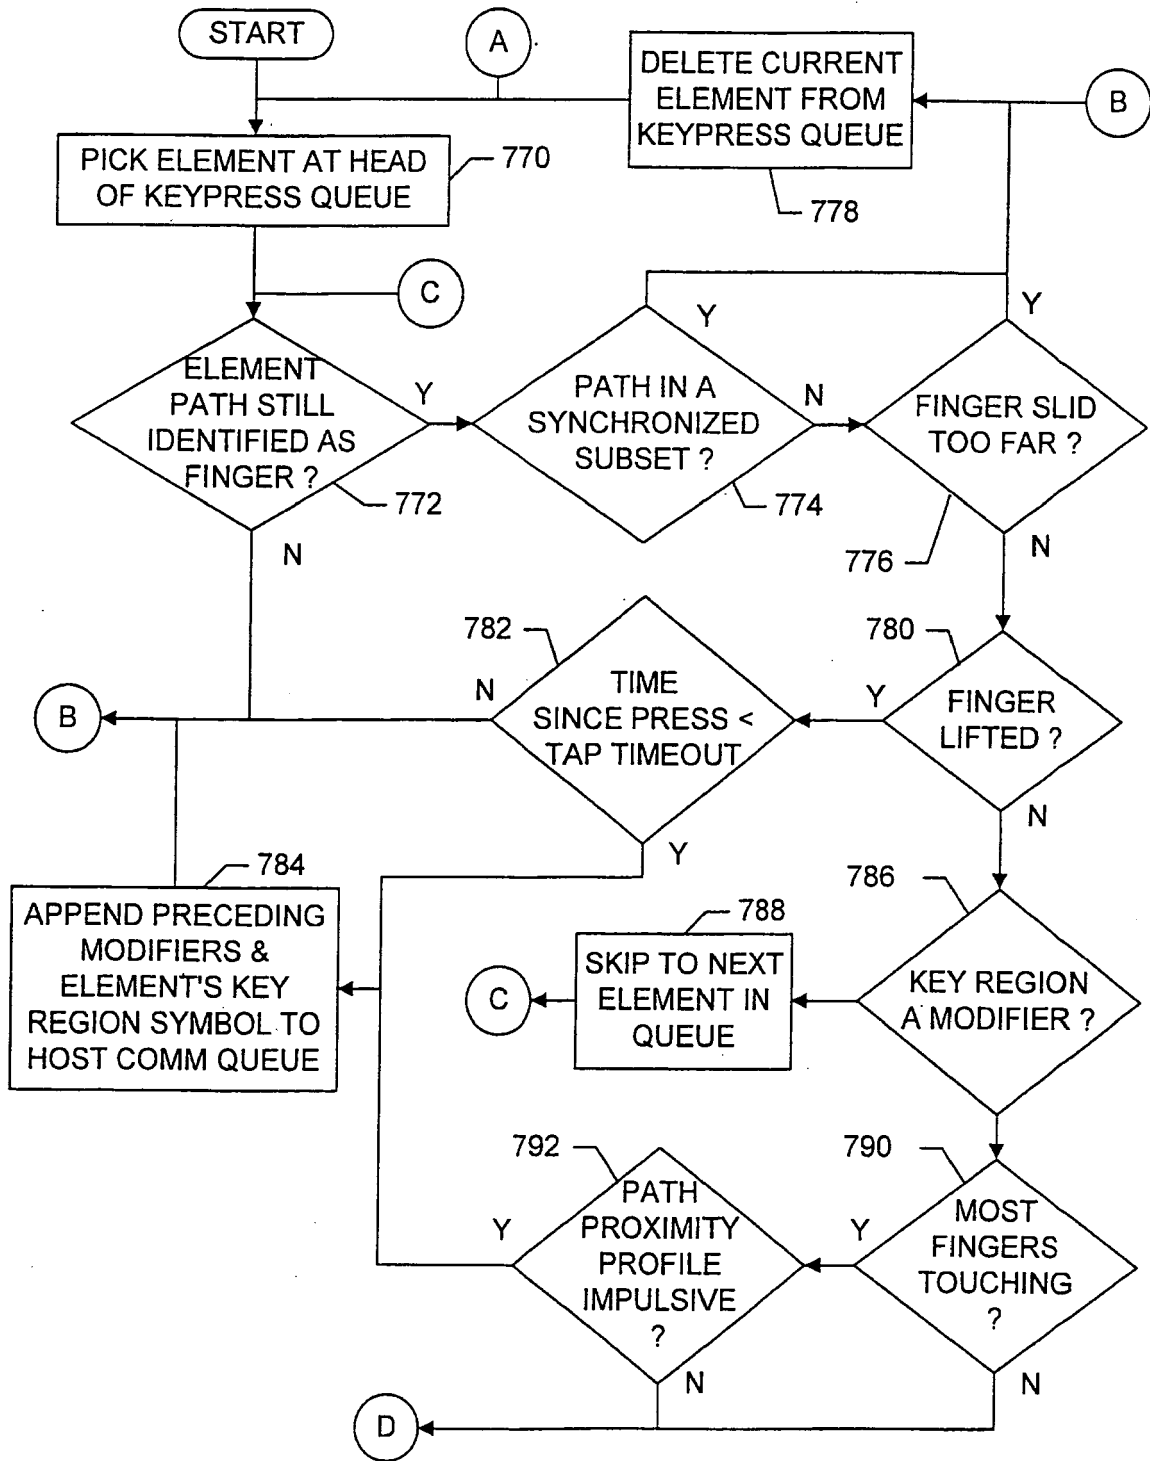 START
A
DELETE CURRENT
ELEMENT FROM
KEYPRESS QUEUE
B
PICK ELEMENT AT HEAD
OF KEYPRESS QUEUE
770
778
C
ELEMENT
PATH STILL
IDENTIFIED AS
FINGER ?
Y
772
N
PATH IN A
SYNCHRONIZED
SUBSET ?
Y
N
774
FINGER SLID
TOO FAR ?
Y
776
N
782
TIME
SINCE PRESS <
TAP TIMEOUT
N
Y
780
FINGER
LIFTED ?
Y
N
B
784
APPEND PRECEDING
MODIFIERS &
ELEMENT'S KEY
REGION SYMBOL TO
HOST COMM QUEUE
C
788
SKIP TO NEXT
ELEMENT IN
QUEUE
786
KEY REGION
A MODIFIER ?
792
PATH
PROXIMITY
PROFILE
IMPULSIVE
?
Y
N
790
MOST
FINGERS
TOUCHING
?
Y
N
D